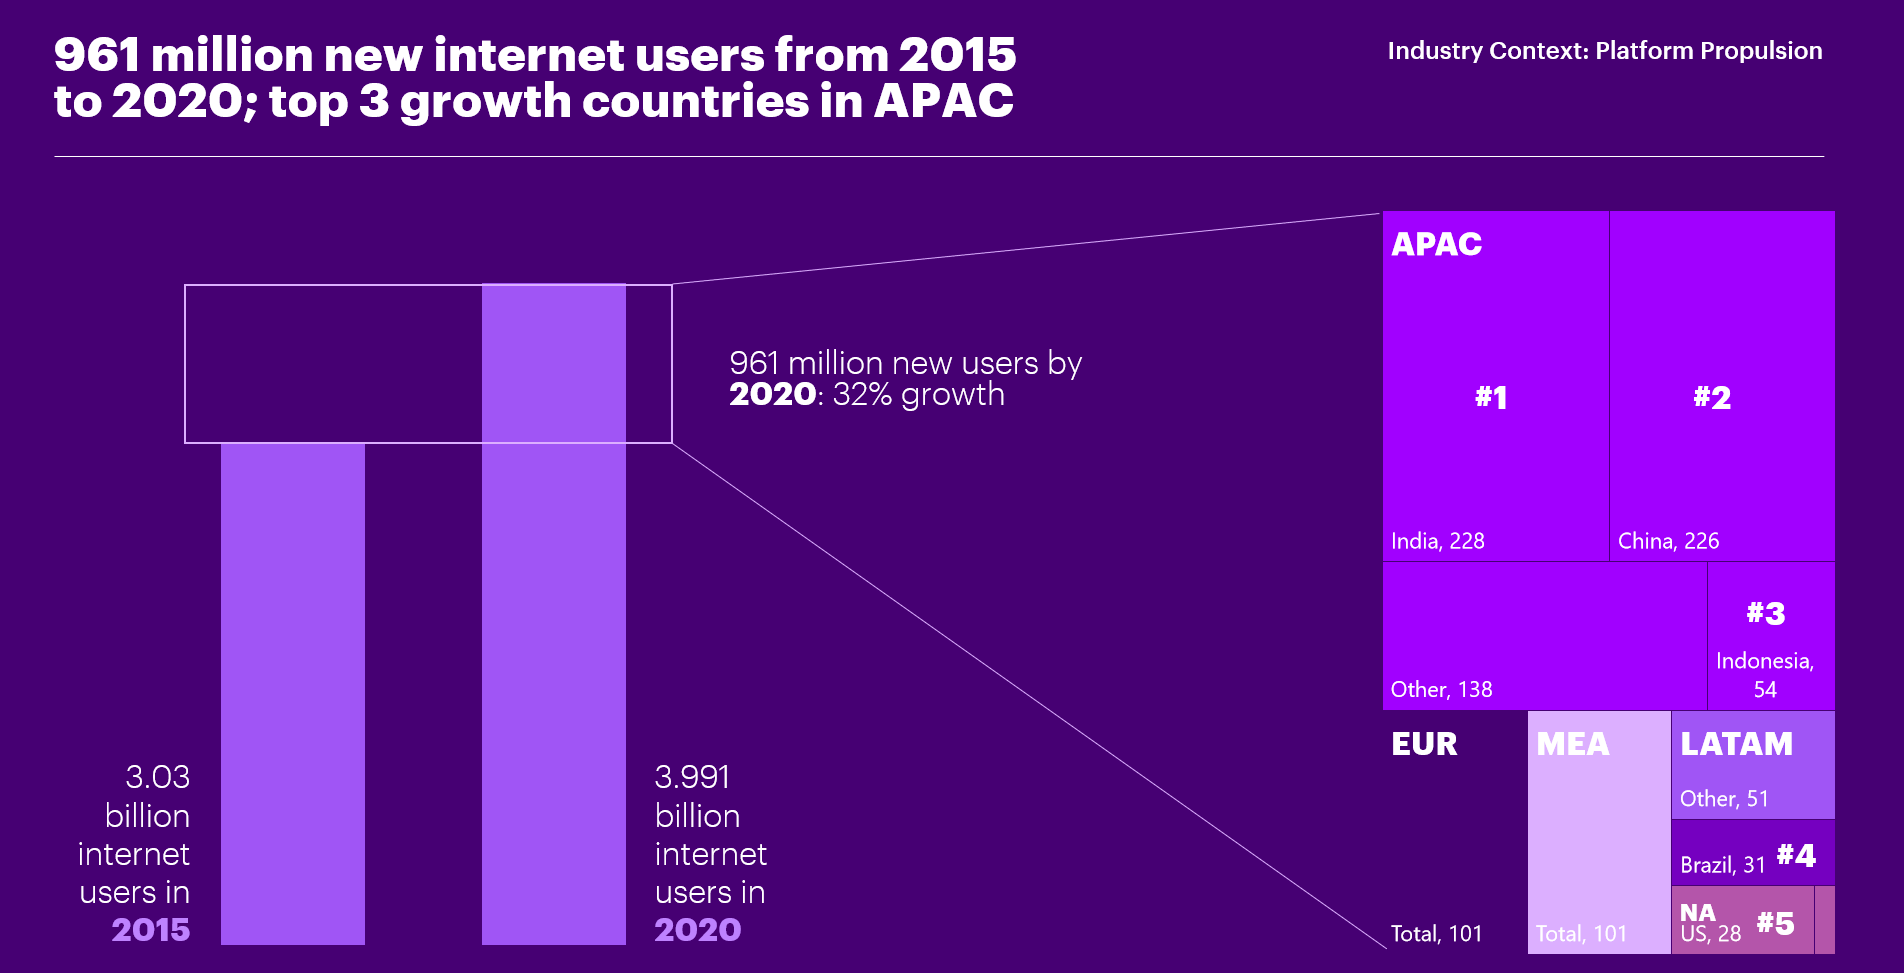 961 million new internet users from 2015
to 2020; top 3 growth countries in APAC
Industry Context: Platform Propulsion
961 million new users by
2020: 32% growth
3.03
billion
internet
users in
2015
3.991
billion
internet
users in
2020
APAC
#1
India, 228
#2
China, 226
Other, 138
#3
Indonesia,
54
EUR
Total, 101
MEA
Total, 101
LATAM
Other, 51
Brazil, 31 #4
NA
US, 28 #5